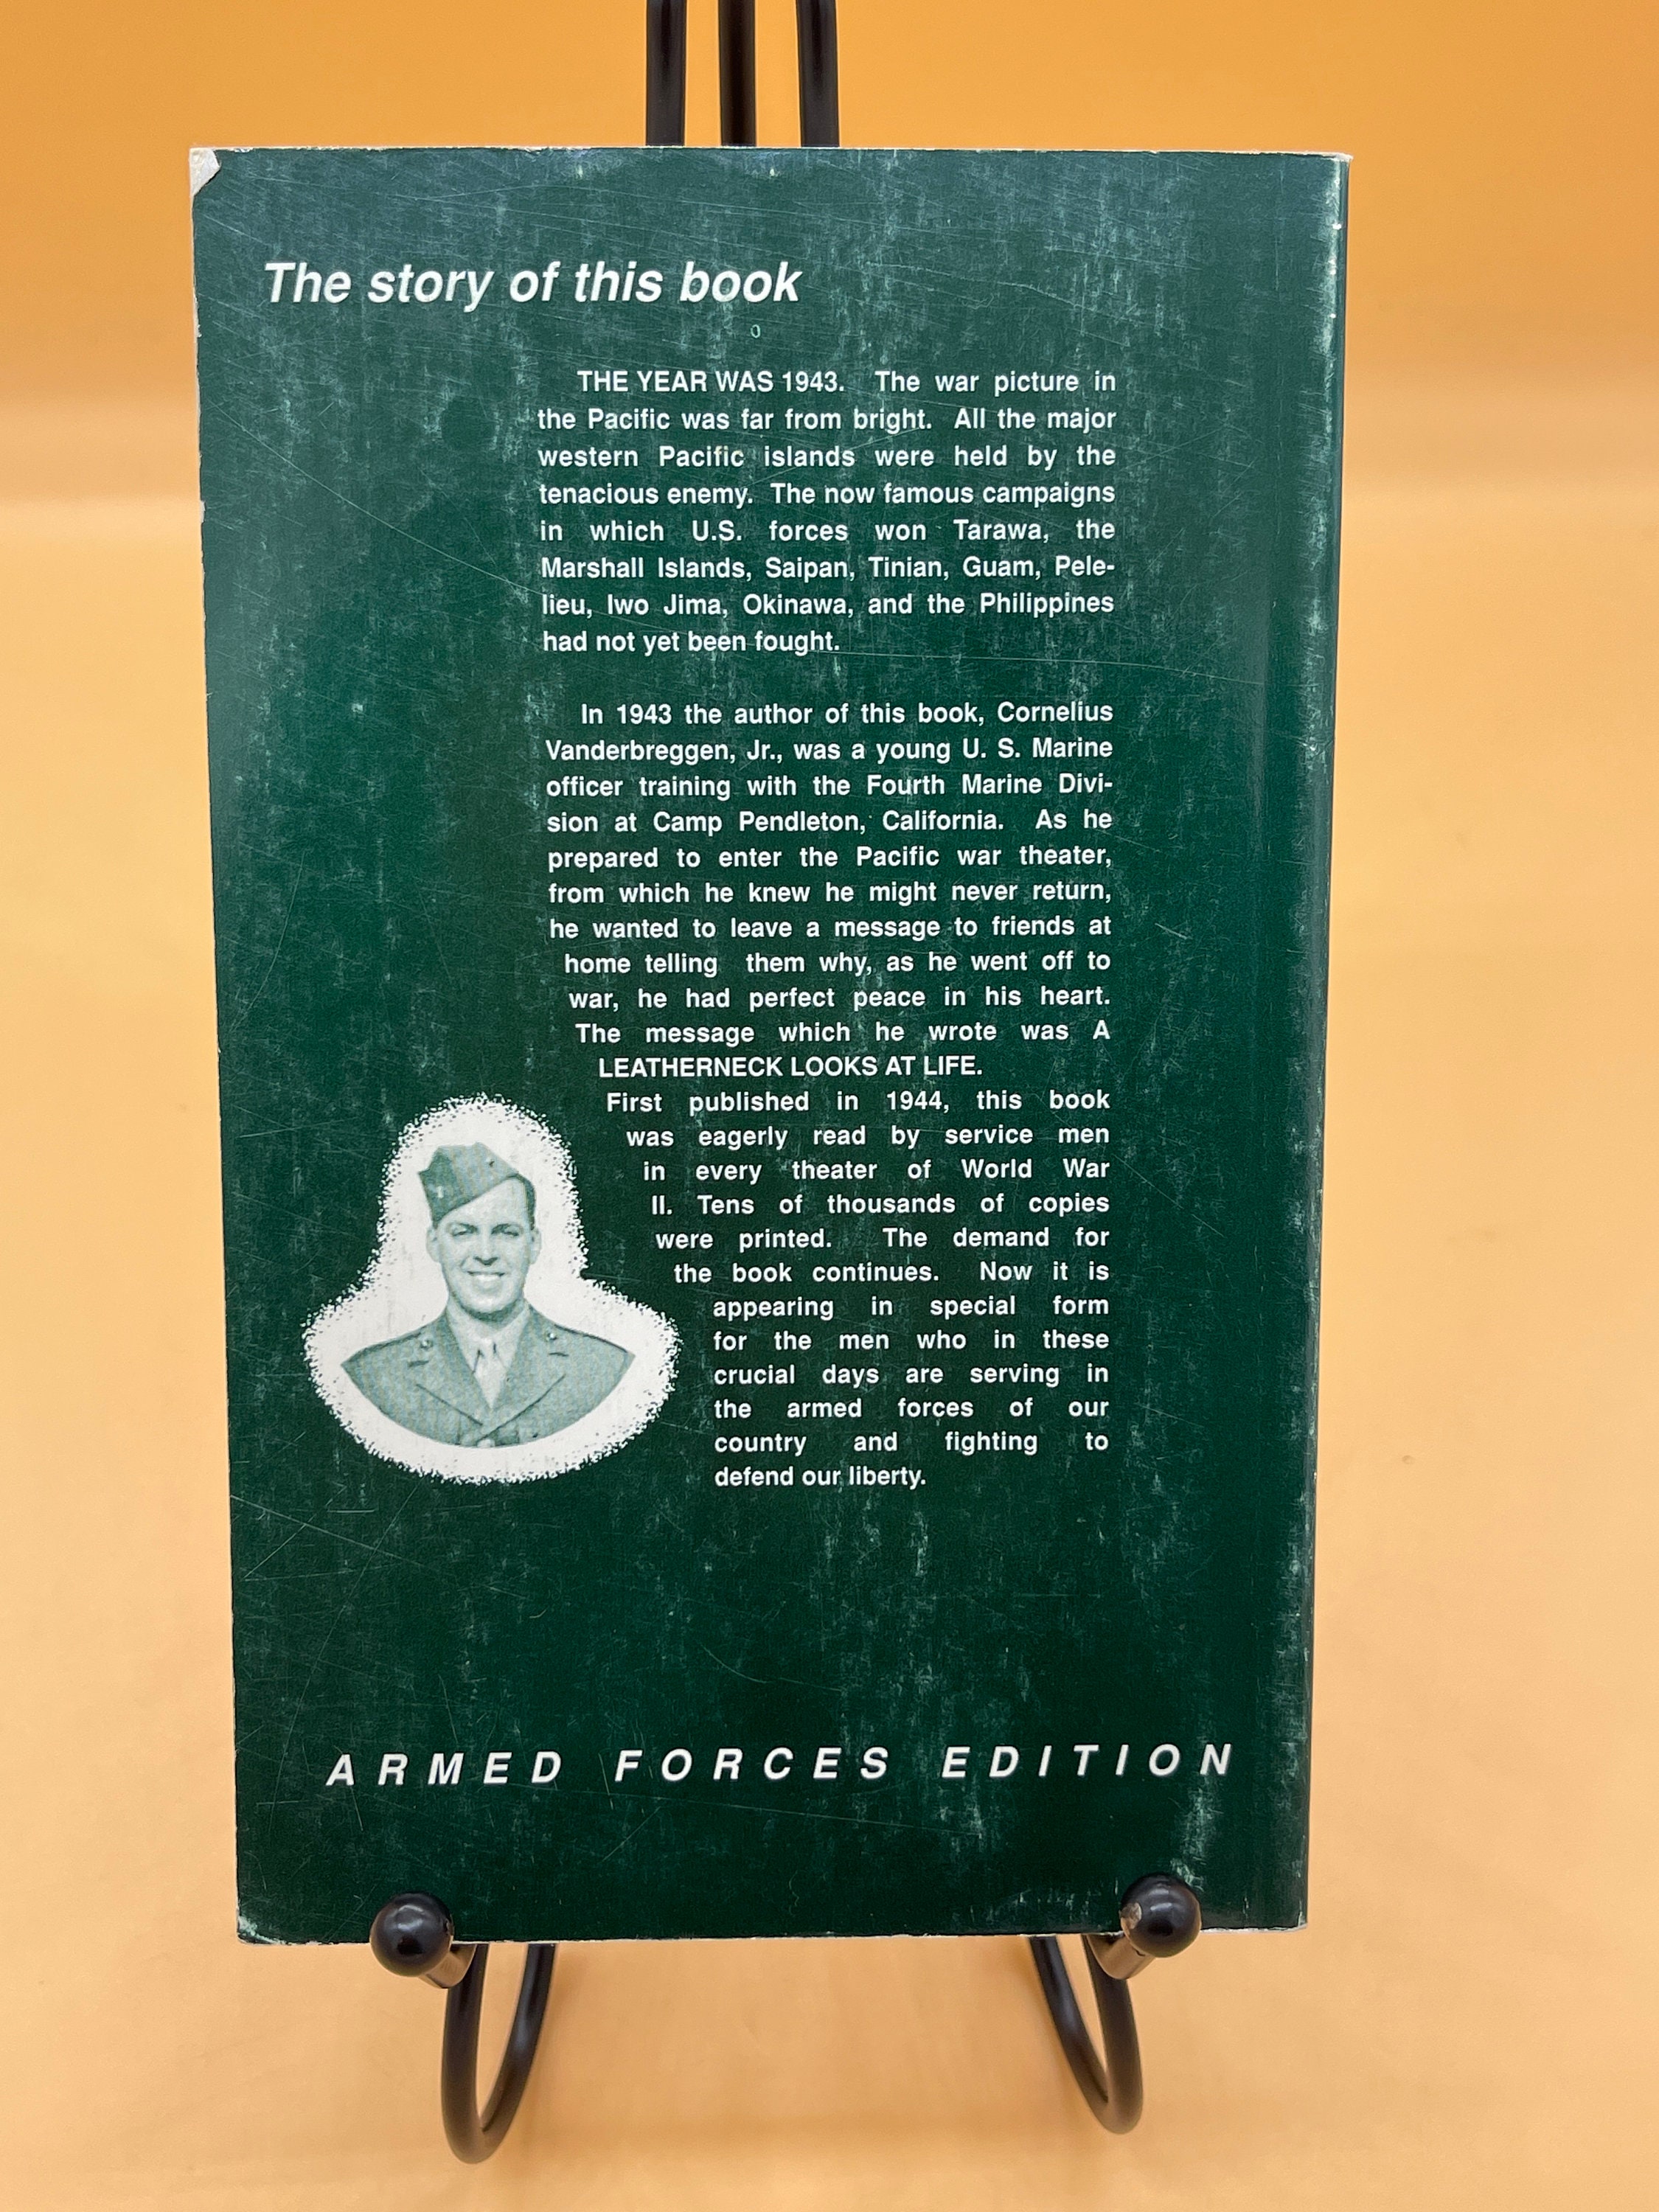 The story of this book
THE YEAR WAS 1943. The war picture in
the Pacific was far from bright. All the major
western Pacific islands were held by the
tenacious enemy. The now famous campaigns
in which U.S. forces won Tarawa, the
Marshall Islands, Saipan, Tinian, Guam, Pele-
lieu, Iwo Jima, Okinawa, and the Philippines
had not yet been fought.
In 1943 the author of this book, Cornelius
Vanderbreggen, Jr., was a young U. S. Marine
officer training with the Fourth Marine Divi-
sion at Camp Pendleton, California. As he
prepared to enter the Pacific war theater,
from which he knew he might never return,
he wanted to leave a message to friends at
home telling them why, as he went off to
war, he had perfect peace in his heart.
The message which he wrote was A
LEATHERNECK LOOKS AT LIFE.
First published in 1944, this book
was eagerly read by service men
in every theater of World War
II. Tens of thousands of copies
were printed. The demand for
the book continues. Now it is
appearing in special form
for the men who in these
crucial days are serving in
the armed forces of our
country and fighting to
defend our liberty.
ARMED FORCES EDITION